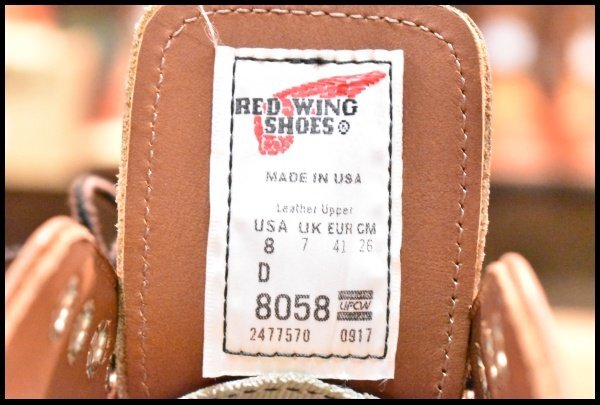 RED WING
SHOES®
MADE IN USA
Leather Upper
USA UK EUR CM
8 7 41 26
D
8058 UFCW
2477570 0917